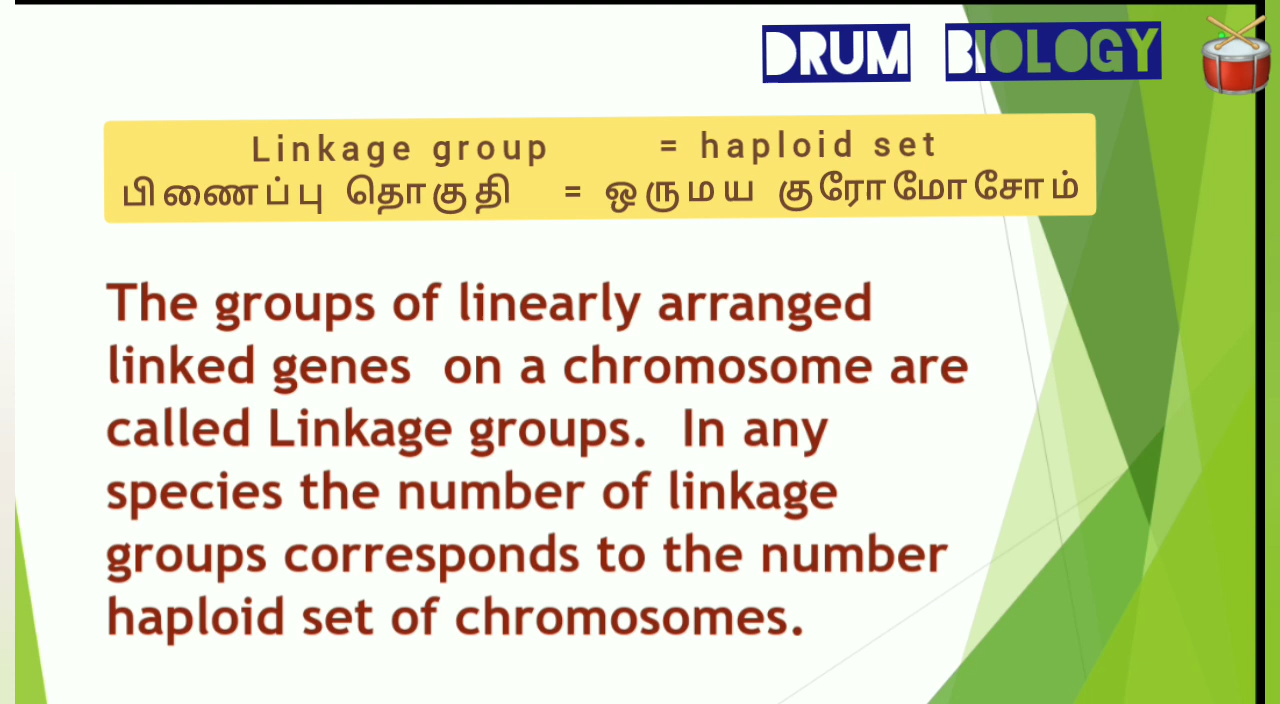 DRUM BIOLOGY
Linkage group = haploid set
பிணைப்பு தொகுதி = ஒருமய குரோமோசோம்
The groups of linearly arranged
linked genes on a chromosome are
called Linkage groups. In any
species the number of linkage
groups corresponds to the number
haploid set of chromosomes.